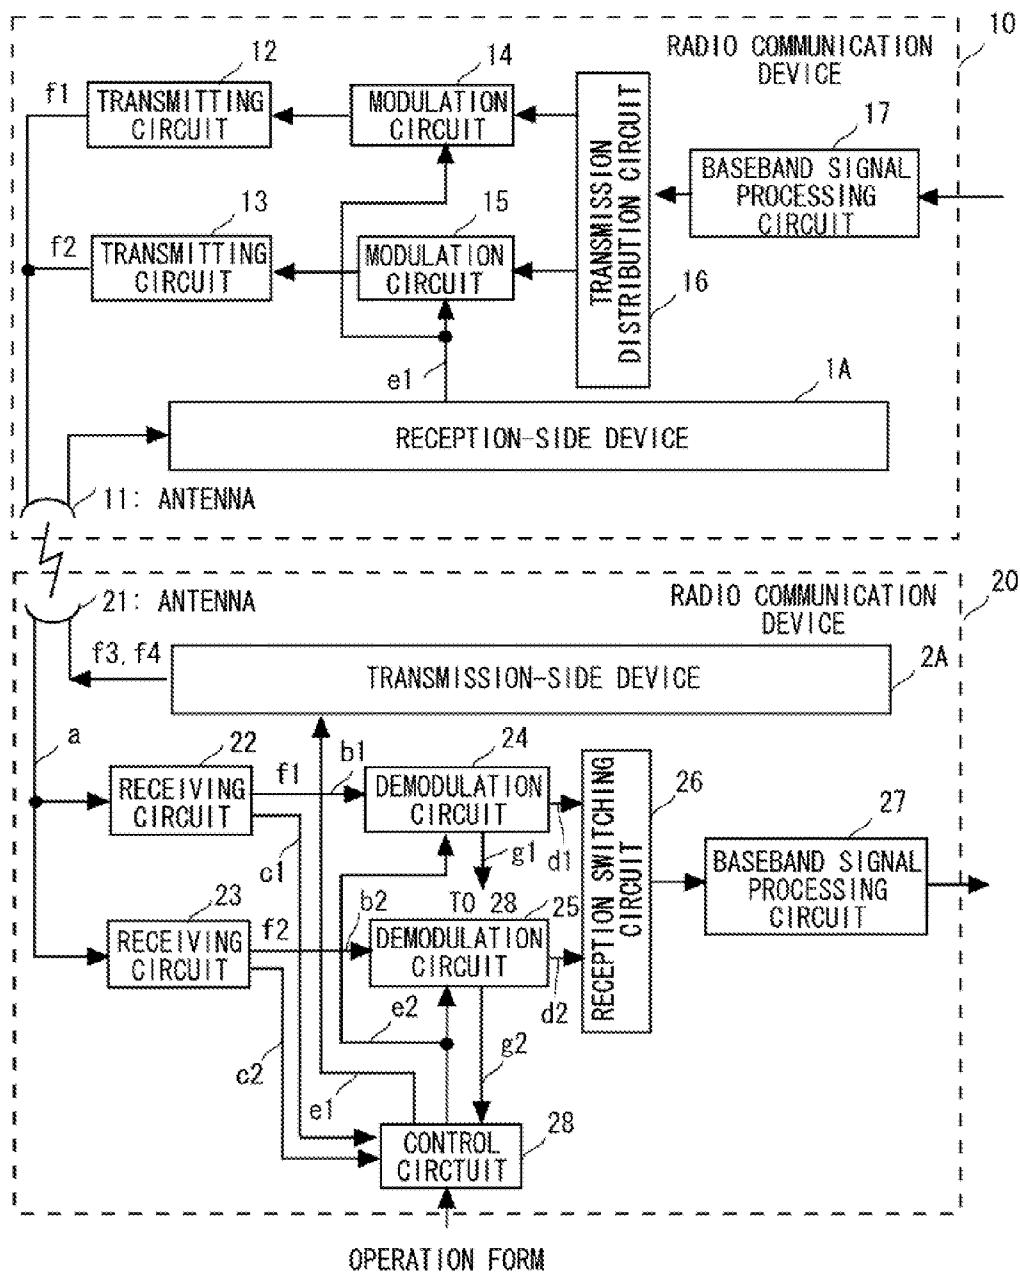 RADIO COMMUNICATION
DEVICE
10
12
14
17
f1
TRANSMITTING
CIRCUIT
MODULATION
CIRCUIT
TRANSMISSION
DISTRIBUTION CIRCUIT
BASEBAND SIGNAL
PROCESSING
CIRCUIT
13
15
16
f2
TRANSMITTING
CIRCUIT
MODULATION
CIRCUIT
e1
1A
RECEPTION-SIDE DEVICE
11: ANTENNA
21: ANTENNA
RADIO COMMUNICATION
DEVICE
20
f3, f4
TRANSMISSION-SIDE DEVICE
2A
a
22
f1
b1
24
RECEIVING
CIRCUIT
DEMODULATION
CIRCUIT
RECEPTION SWITCHING
CIRCUIT
26
27
c1
g1
d1
BASEBAND SIGNAL
PROCESSING
CIRCUIT
TO 28
23
f2
b2
25
RECEIVING
CIRCUIT
DEMODULATION
CIRCUIT
d2
e2
g2
c2
e1
28
CONTROL
CIRCTUIT
OPERATION FORM